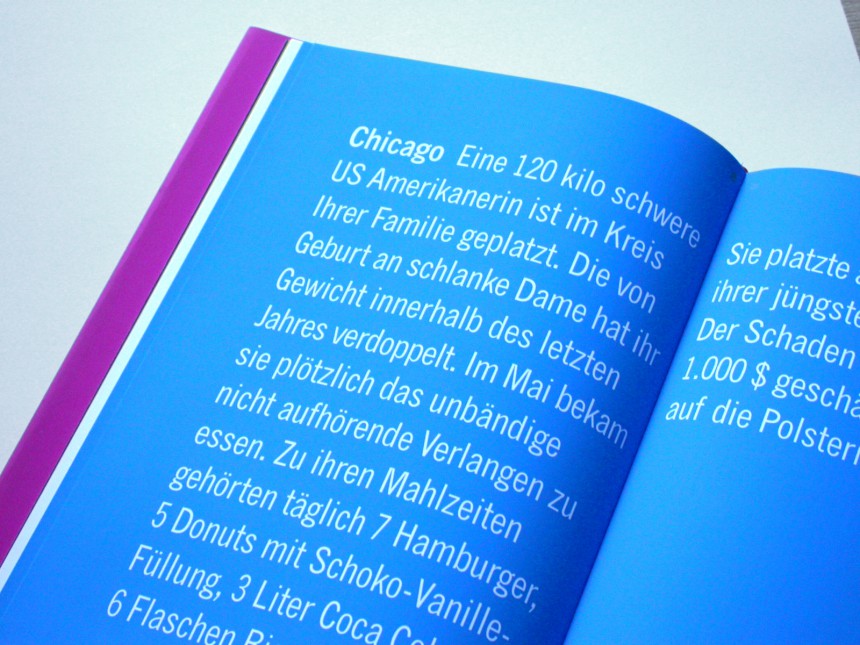 Chicago Eine 120 kilo schwere
US Amerikanerin ist im Kreis
Ihrer Familie geplatzt. Die von
Geburt an schlanke Dame hat ihr
Gewicht innerhalb des letzten
Jahres verdoppelt. Im Mai bekam
sie plötzlich das unbändige
nicht aufhörende Verlangen zu
essen. Zu ihren Mahlzeiten
gehörten täglich 7 Hamburger,
5 Donuts mit Schoko-Vanille-
Füllung, 3 Liter Coca
6 Flaschen
Sie platzte
ihrer
Der Schaden
1.000 $
auf die